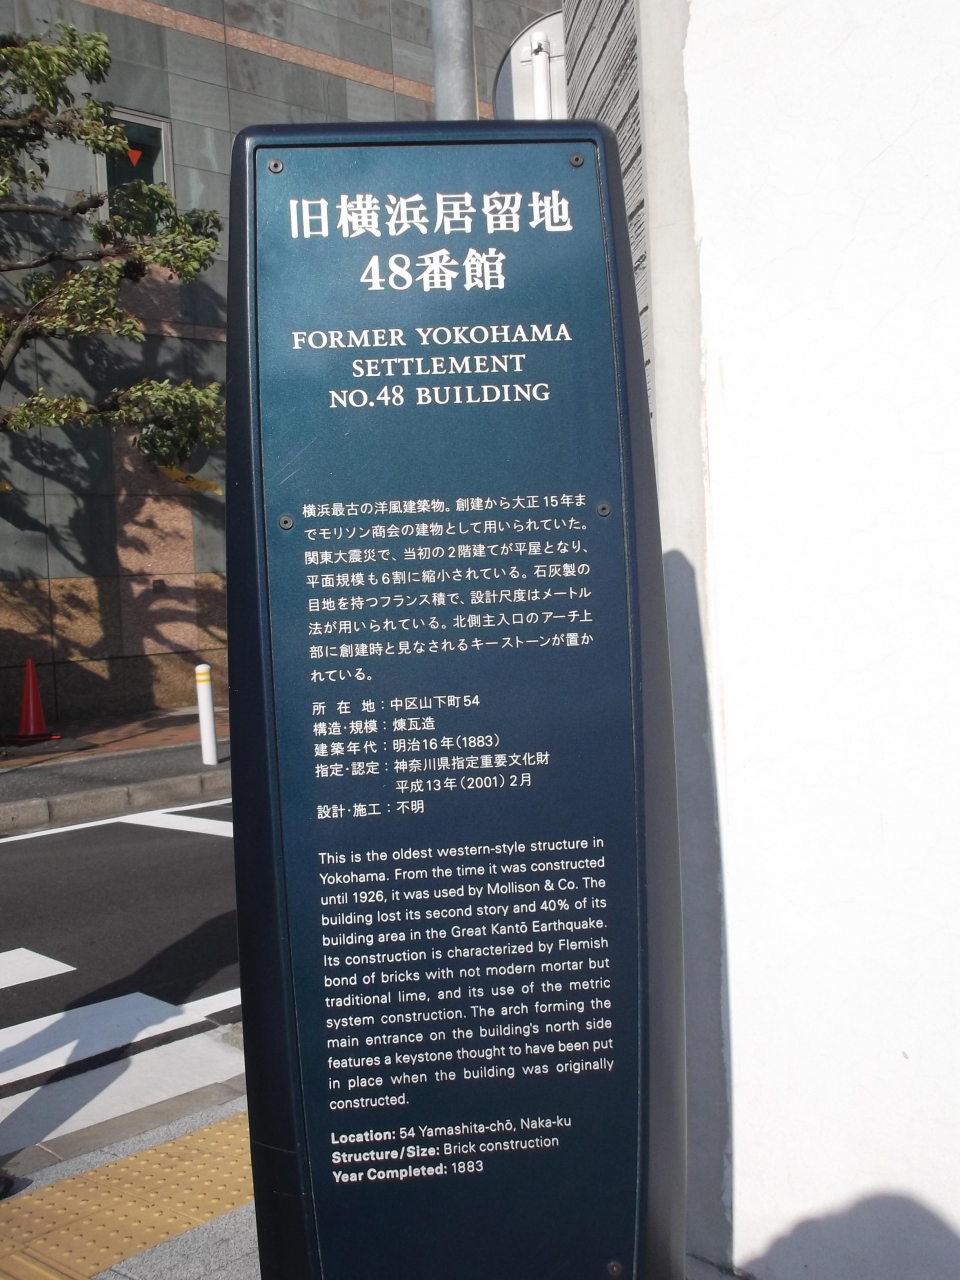 旧横浜居留地
48番館
FORMER YOKOHAMA
SETTLEMENT
NO.48 BUILDING
横浜最古の洋風建築物。創建から大正15年ま
でモリソン商会の建物として用いられていた。
関東大震災で、当初の2階建てが平屋となり、
平面規模も6割に縮小されている。石灰製の
目地を持つフランス積で、設計尺度はメートル
法が用いられている。北側主入口のアーチ上
部に創建時と見なされるキーストーンが置か
れている。
所在地：中区山下町54
構造・規模：煉瓦造
建築年代：明治16年(1883)
指定・認定：神奈川県指定重要文化財
平成13年(2001)2月
設計・施工：不明
This is the oldest western-style structure in
Yokohama. From the time it was constructed
until 1926, it was used by Mollison & Co. The
building lost its second story and 40% of its
building area in the Great Kantō Earthquake.
Its construction is characterized by Flemish
bond of bricks with not modern mortar but
traditional lime, and its use of the metric
system construction. The arch forming the
main entrance on the building's north side
features a keystone thought to have been put
in place when the building was originally
constructed.
Location: 54 Yamashita-chō, Naka-ku
Structure/Size: Brick construction
Year Completed: 1883